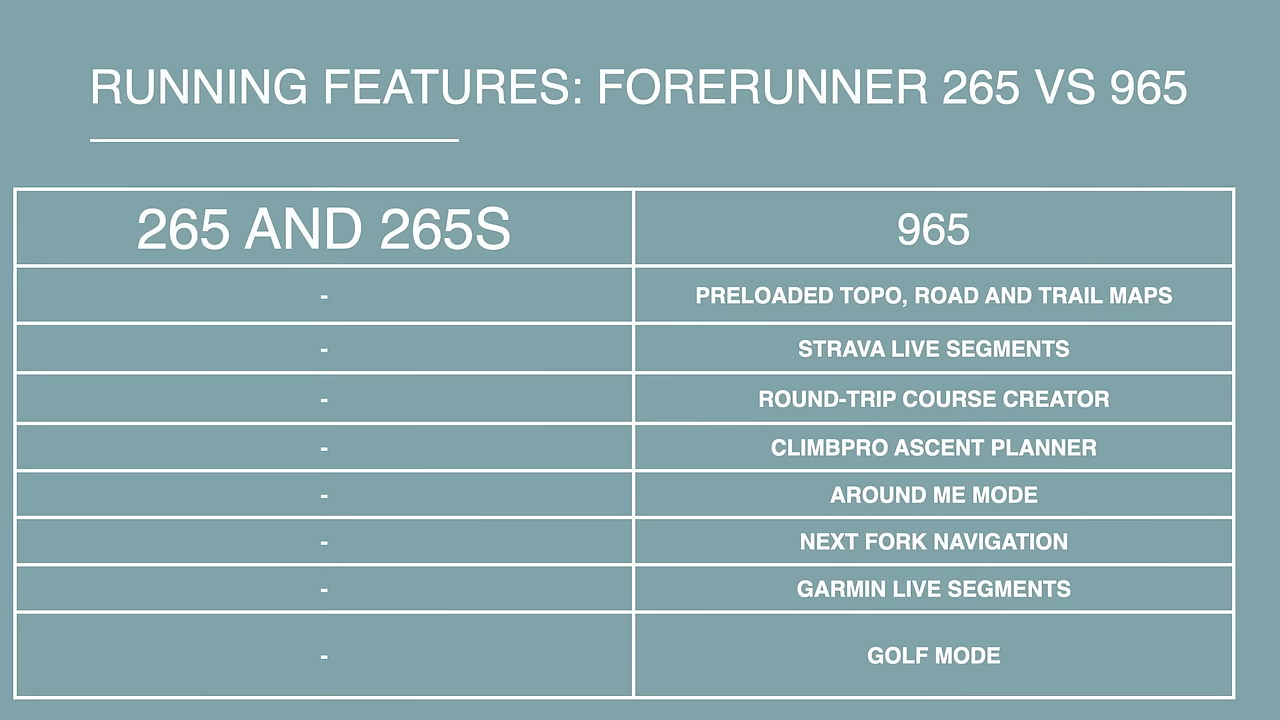 RUNNING FEATURES: FORERUNNER 265 VS 965
265 AND 265S
965
-
PRELOADED TOPO, ROAD AND TRAIL MAPS
-
STRAVA LIVE SEGMENTS
-
ROUND-TRIP COURSE CREATOR
-
CLIMBPRO ASCENT PLANNER
-
AROUND ME MODE
-
NEXT FORK NAVIGATION
-
GARMIN LIVE SEGMENTS
-
GOLF MODE